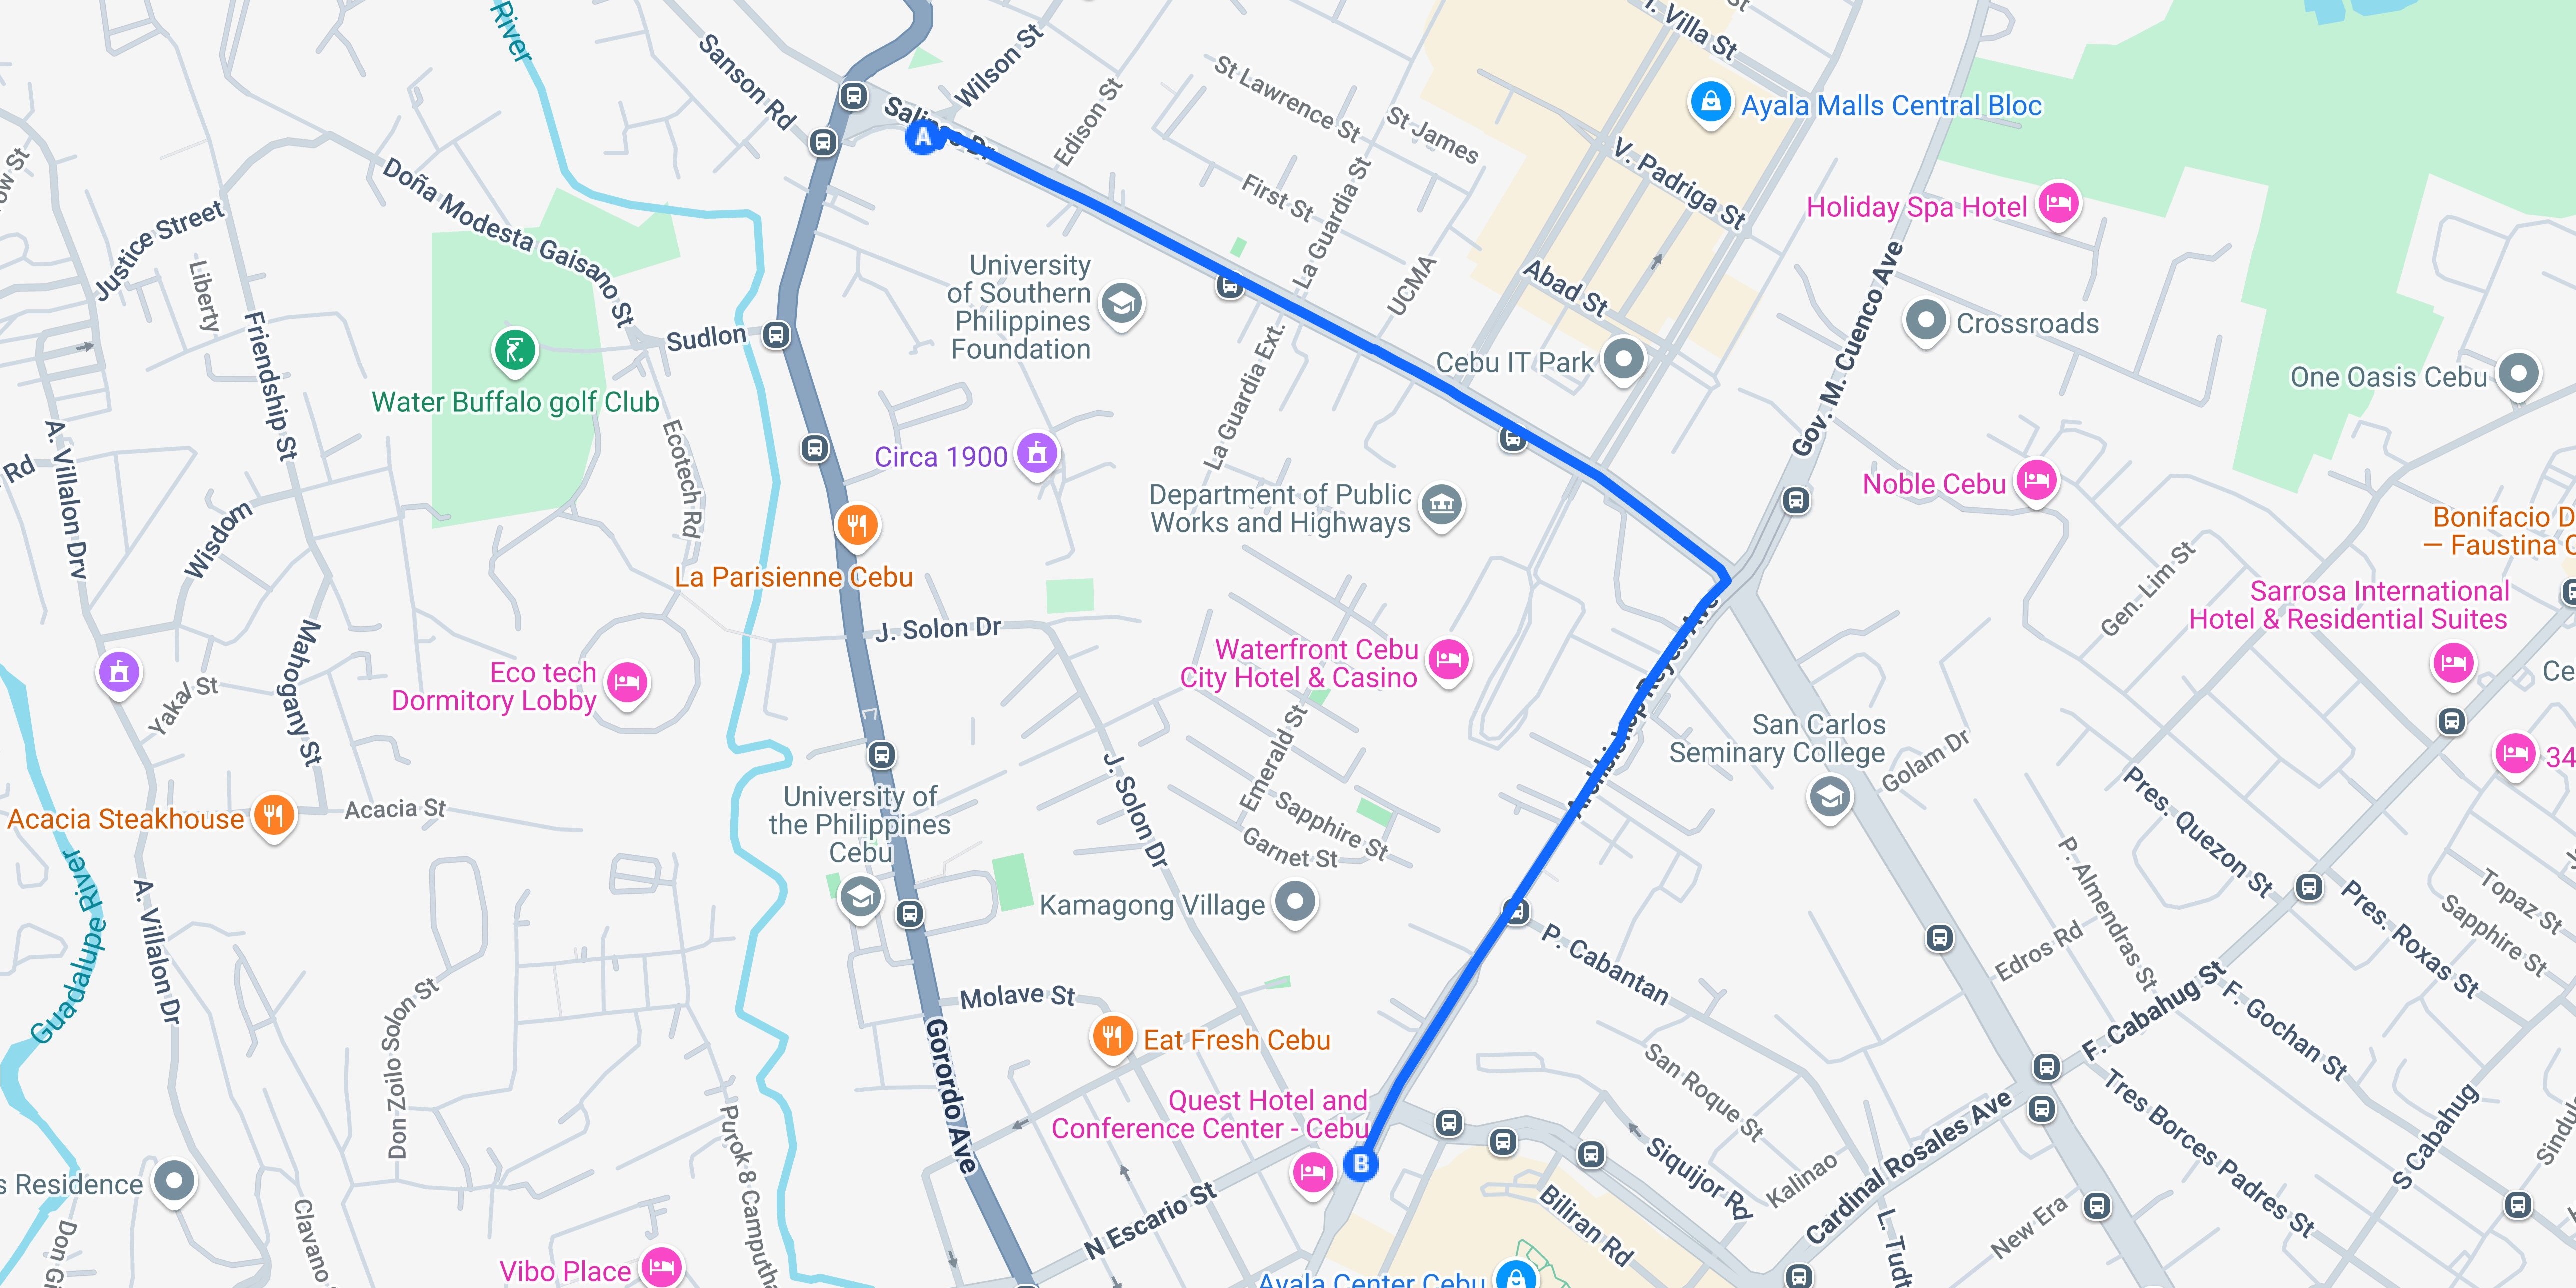 River
Sanson Rd
Wilson St
Edison St
St Lawrence St
St James
T. Villa St
St
Ayala Malls Central Bloc
Salinas Dr
A
First St
La Guardia St
UCMA
V. Padriga St
Abad St
Holiday Spa Hotel
Gov. M. Cuenco Ave
Crossroads
One Oasis Cebu
Justice Street
Liberty
Doña Modesta Gaisano St
Friendship St
Sudlon
University
of Southern
Philippines
Foundation
La Guardia Ext.
Cebu IT Park
Water Buffalo golf Club
Ecotech Rd
Circa 1900
Rd
A. Villalon Drv
Wisdom
La Parisienne Cebu
Department of Public
Works and Highways
Noble Cebu
Bonifacio D
— Faustina C
Gen. Lim St
Sarrosa International
Hotel & Residential Suites
J. Solon Dr
Mahogany St
Yakal St
Eco tech
Dormitory Lobby
Waterfront Cebu
City Hotel & Casino
Archbishop Reyes Ave
Emerald St
San Carlos
Seminary College
Golam Dr
Ce
34
Acacia Steakhouse
Acacia St
University of
the Philippines
Cebu
J. Solon Dr
Sapphire St
Garnet St
Pres. Quezon St
P. Almendras St
Kamagong Village
Guadalupe River
A. Villalon Dr
Don Zoilo Solon St
Molave St
P. Cabantan
Edros Rd
Pres. Roxas St
Topaz St
Sapphire St
Gorordo Ave
Eat Fresh Cebu
F. Cabahug St
F. Gochan St
San Roque St
Quest Hotel and
Conference Center - Cebu
B
Siquijor Rd
Kalinao
Cardinal Rosales Ave
Tres Borces Padres St
S Cabahug
s Residence
Clavano
Purok 8 Camputh
N Escario St
Biliran Rd
New Era
Vibo Place
Ayala Center Cebu